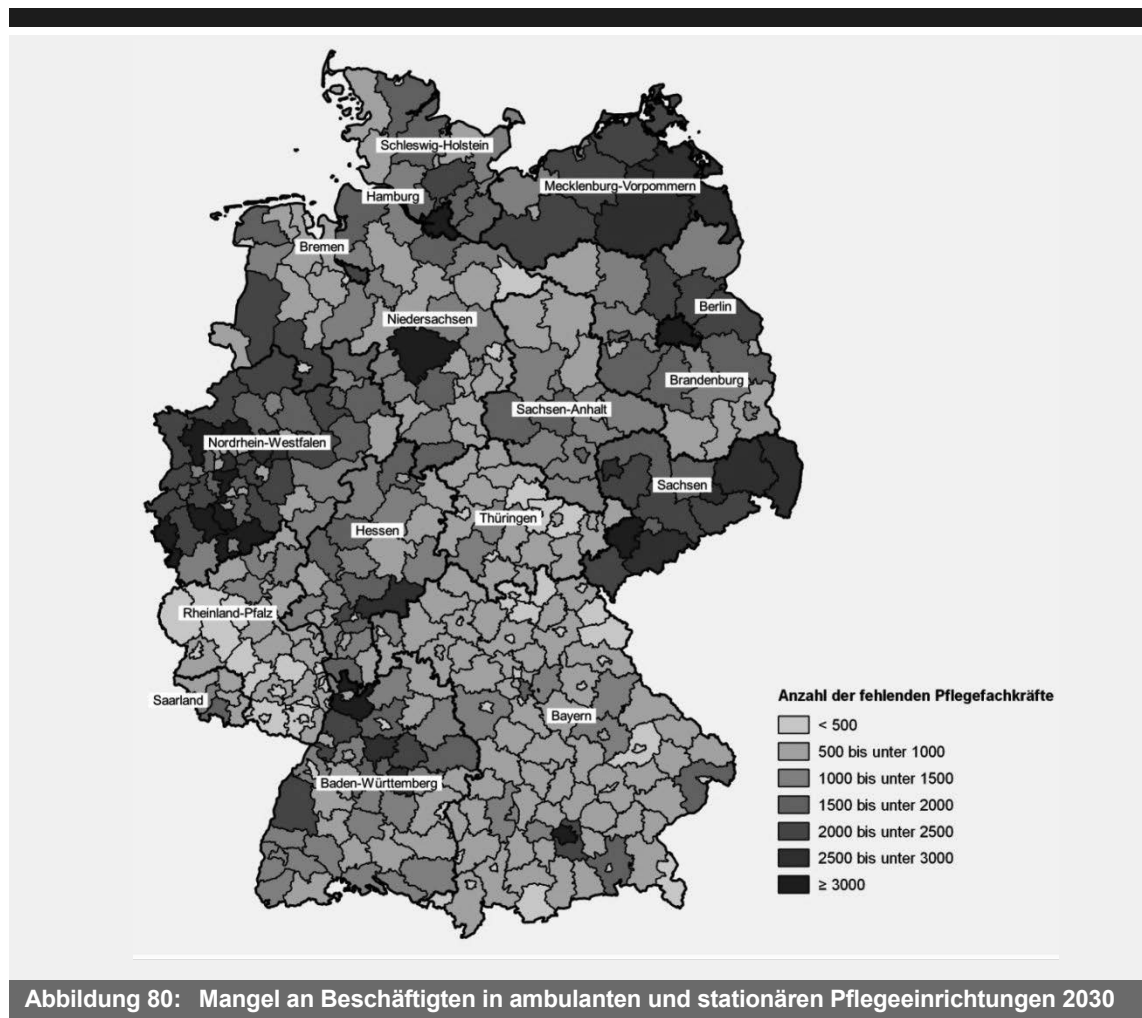 Schleswig-Holstein
Mecklenburg-Vorpommern
Hamburg
Bremen
Berlin
Niedersachsen
Brandenburg
Sachsen-Anhalt
Nordrhein-Westfalen
Sachsen
Thüringen
Hessen
Rheinland-Pfalz
Saarland
Bayern
Baden-Württemberg
Anzahl der fehlenden Pflegefachkräfte
< 500
500 bis unter 1000
1000 bis unter 1500
1500 bis unter 2000
2000 bis unter 2500
2500 bis unter 3000
≥ 3000
Abbildung 80: Mangel an Beschäftigten in ambulanten und stationären Pflegeeinrichtungen 2030